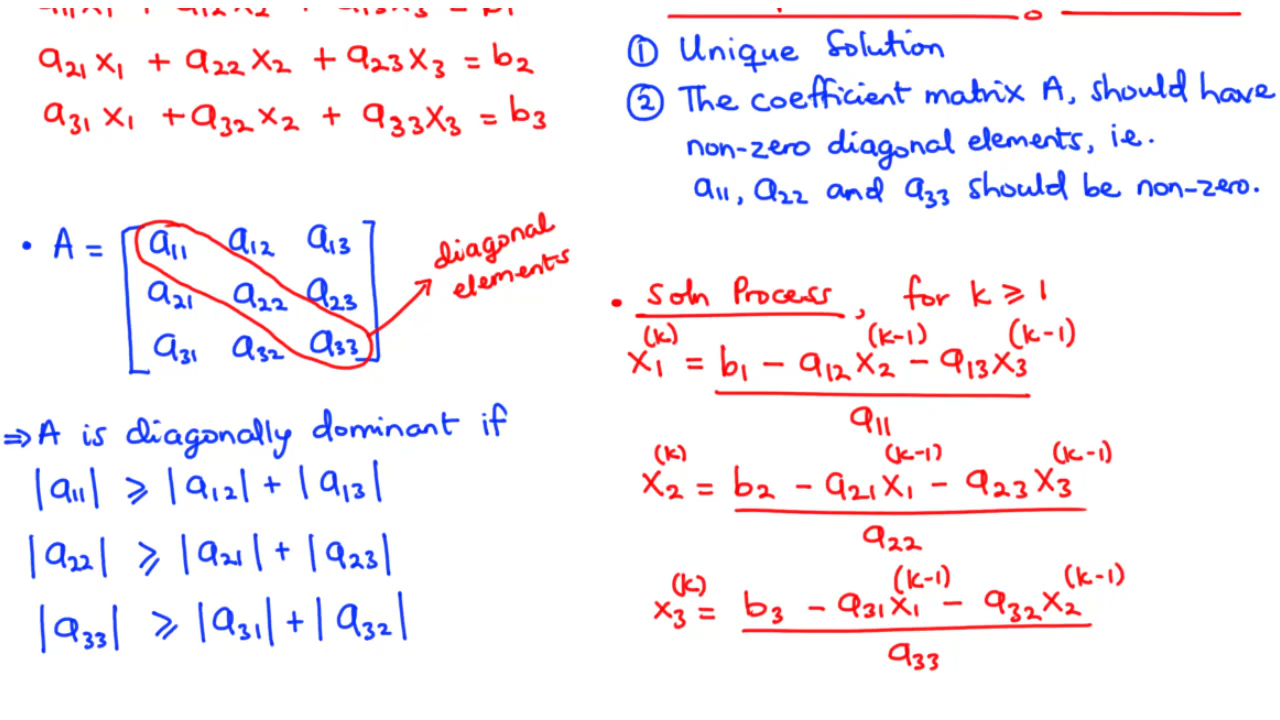 a21 x1 + a22 x2 + a23 x3 = b2
a31 x1 + a32 x2 + a33 x3 = b3
• A = [ a11 a12 a13
a21 a22 a23
a31 a32 a33 ]
diagonal
elements
⇒ A is diagonally dominant if
|a11| ⩾ |a12| + |a13|
|a22| ⩾ |a21| + |a23|
|a33| ⩾ |a31| + |a32|
① Unique Solution
② The coefficient matrix A, should have
non-zero diagonal elements, i.e.
a11, a22 and a33 should be non-zero.
• Soln Process, for k ⩾ 1
x1^(k) = b1 - a12 x2^(k-1) - a13 x3^(k-1)
a11
x2^(k) = b2 - a21 x1^(k-1) - a23 x3^(k-1)
a22
x3^(k) = b3 - a31 x1^(k-1) - a32 x2^(k-1)
a33